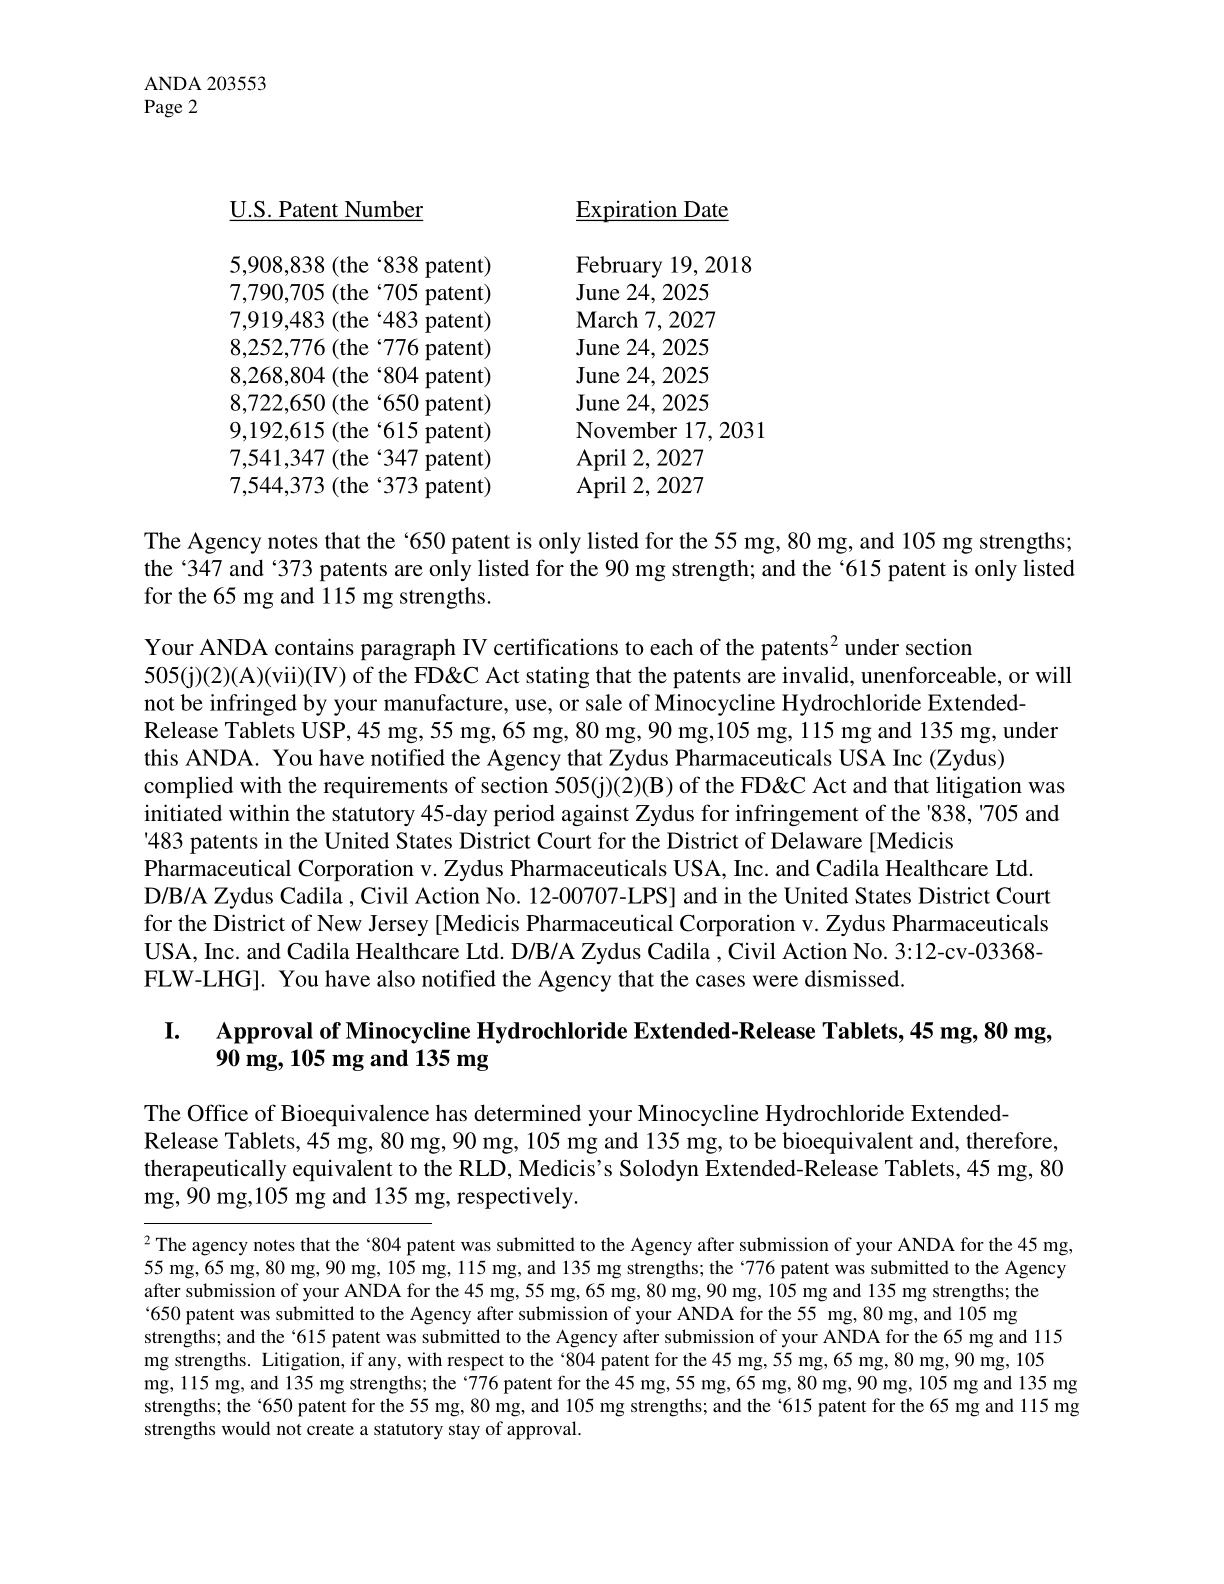 ANDA 203553
Page 2
U.S. Patent Number Expiration Date
5,908,838 (the ‘838 patent) February 19, 2018
7,790,705 (the ‘705 patent) June 24, 2025
7,919,483 (the ‘483 patent) March 7, 2027
8,252,776 (the ‘776 patent) June 24, 2025
8,268,804 (the ‘804 patent) June 24, 2025
8,722,650 (the ‘650 patent) June 24, 2025
9,192,615 (the ‘615 patent) November 17, 2031
7,541,347 (the ‘347 patent) April 2, 2027
7,544,373 (the ‘373 patent) April 2, 2027
The Agency notes that the ‘650 patent is only listed for the 55 mg, 80 mg, and 105 mg strengths;
the ‘347 and ‘373 patents are only listed for the 90 mg strength; and the ‘615 patent is only listed
for the 65 mg and 115 mg strengths.
Your ANDA contains paragraph IV certifications to each of the patents2 under section
505(j)(2)(A)(vii)(IV) of the FD&C Act stating that the patents are invalid, unenforceable, or will
not be infringed by your manufacture, use, or sale of Minocycline Hydrochloride Extended-
Release Tablets USP, 45 mg, 55 mg, 65 mg, 80 mg, 90 mg,105 mg, 115 mg and 135 mg, under
this ANDA.  You have notified the Agency that Zydus Pharmaceuticals USA Inc (Zydus)
complied with the requirements of section 505(j)(2)(B) of the FD&C Act and that litigation was
initiated within the statutory 45-day period against Zydus for infringement of the '838, '705 and
'483 patents in the United States District Court for the District of Delaware [Medicis
Pharmaceutical Corporation v. Zydus Pharmaceuticals USA, Inc. and Cadila Healthcare Ltd.
D/B/A Zydus Cadila , Civil Action No. 12-00707-LPS] and in the United States District Court
for the District of New Jersey [Medicis Pharmaceutical Corporation v. Zydus Pharmaceuticals
USA, Inc. and Cadila Healthcare Ltd. D/B/A Zydus Cadila , Civil Action No. 3:12-cv-03368-
FLW-LHG].  You have also notified the Agency that the cases were dismissed.
I. Approval of Minocycline Hydrochloride Extended-Release Tablets, 45 mg, 80 mg,
90 mg, 105 mg and 135 mg
The Office of Bioequivalence has determined your Minocycline Hydrochloride Extended-
Release Tablets, 45 mg, 80 mg, 90 mg, 105 mg and 135 mg, to be bioequivalent and, therefore,
therapeutically equivalent to the RLD, Medicis’s Solodyn Extended-Release Tablets, 45 mg, 80
mg, 90 mg,105 mg and 135 mg, respectively.
2 The agency notes that the ‘804 patent was submitted to the Agency after submission of your ANDA for the 45 mg,
55 mg, 65 mg, 80 mg, 90 mg, 105 mg, 115 mg, and 135 mg strengths; the ‘776 patent was submitted to the Agency
after submission of your ANDA for the 45 mg, 55 mg, 65 mg, 80 mg, 90 mg, 105 mg and 135 mg strengths; the
‘650 patent was submitted to the Agency after submission of your ANDA for the 55  mg, 80 mg, and 105 mg
strengths; and the ‘615 patent was submitted to the Agency after submission of your ANDA for the 65 mg and 115
mg strengths.  Litigation, if any, with respect to the ‘804 patent for the 45 mg, 55 mg, 65 mg, 80 mg, 90 mg, 105
mg, 115 mg, and 135 mg strengths; the ‘776 patent for the 45 mg, 55 mg, 65 mg, 80 mg, 90 mg, 105 mg and 135 mg
strengths; the ‘650 patent for the 55 mg, 80 mg, and 105 mg strengths; and the ‘615 patent for the 65 mg and 115 mg
strengths would not create a statutory stay of approval.